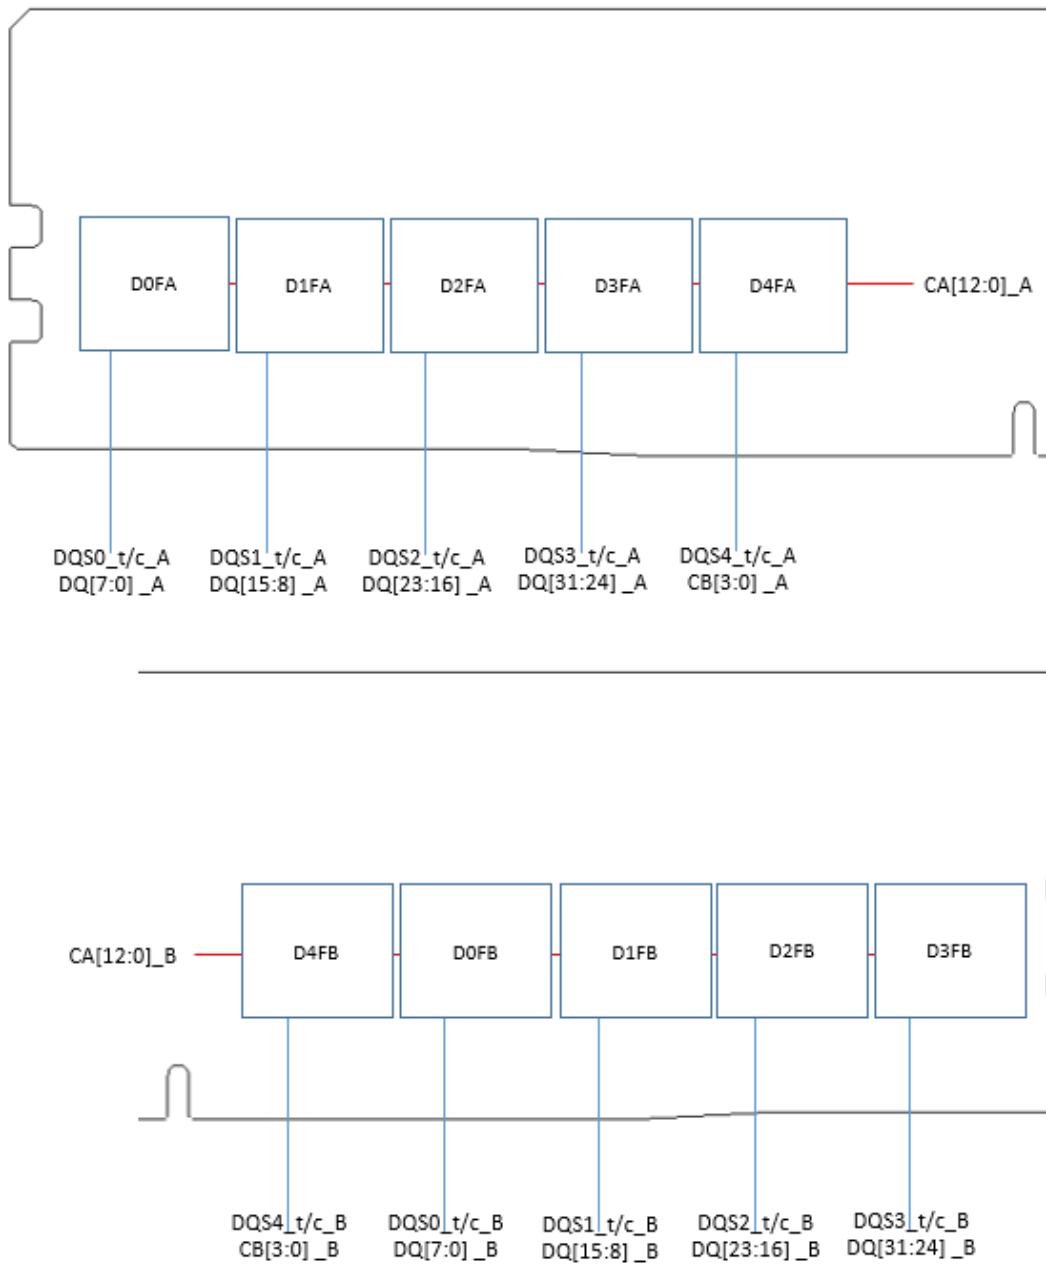 D0FA
D1FA
D2FA
D3FA
D4FA
CA[12:0]_A
DQS0_t/c_A
DQ[7:0] _A
DQS1_t/c_A
DQ[15:8] _A
DQS2_t/c_A
DQ[23:16] _A
DQS3_t/c_A
DQ[31:24] _A
DQS4_t/c_A
CB[3:0] _A
CA[12:0]_B
D4FB
D0FB
D1FB
D2FB
D3FB
DQS4_t/c_B
CB[3:0] _B
DQS0_t/c_B
DQ[7:0] _B
DQS1_t/c_B
DQ[15:8] _B
DQS2_t/c_B
DQ[23:16] _B
DQS3_t/c_B
DQ[31:24] _B